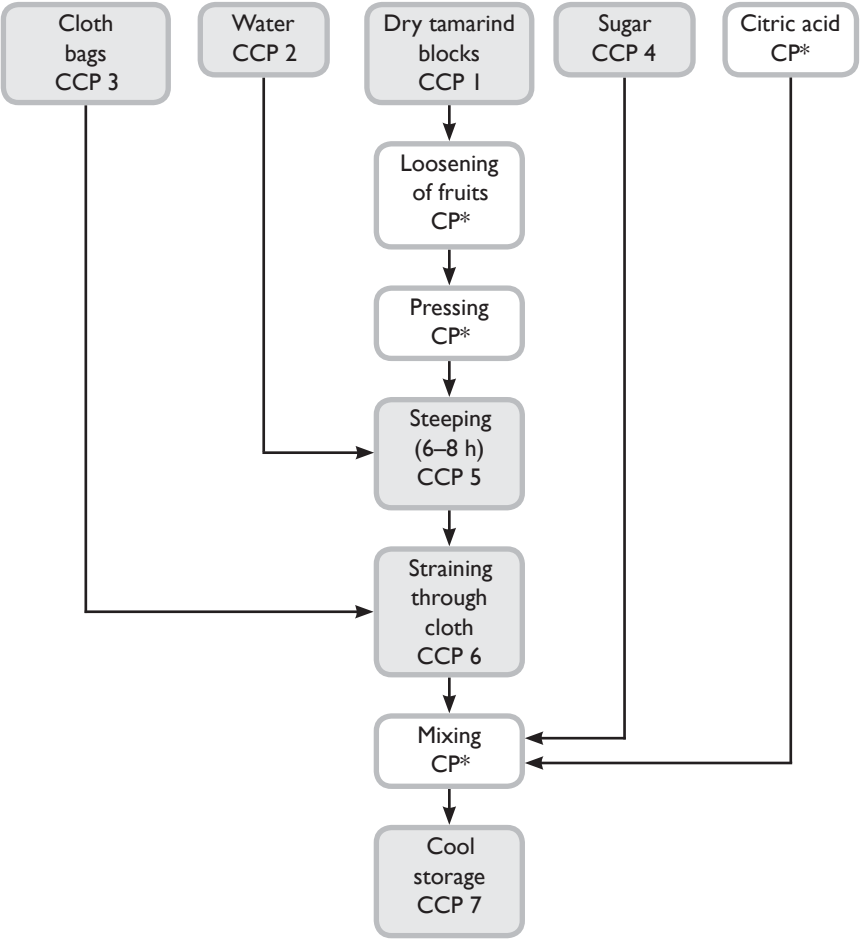 Cloth
bags
CCP 3
Water
CCP 2
Dry tamarind
blocks
CCP 1
Sugar
CCP 4
Citric acid
CP*
Loosening
of fruits
CP*
Pressing
CP*
Steeping
(6–8 h)
CCP 5
Straining
through
cloth
CCP 6
Mixing
CP*
Cool
storage
CCP 7